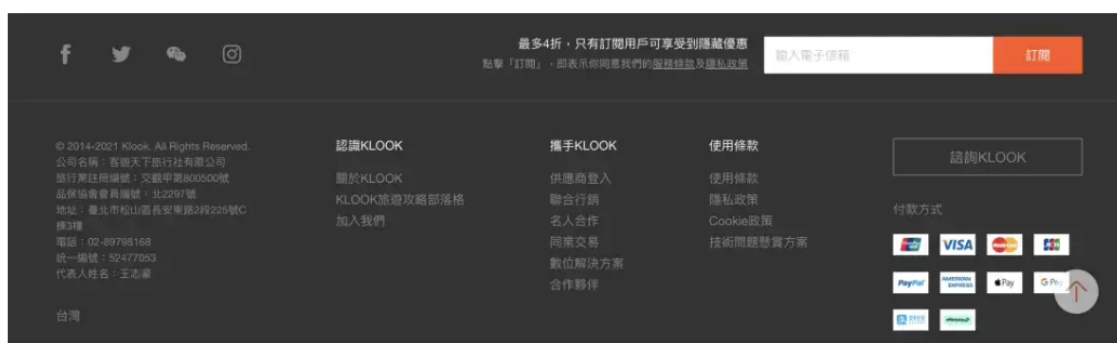 最多4折，只有訂閱用戶可享受到隱藏優惠
點擊「訂閱」，即表示你同意我們的服務條款及隱私政策
輸入電子信箱
訂閱
© 2014-2021 Klook. All Rights Reserved.
公司名稱：客遊天下旅行社有限公司
旅行業註冊編號：交觀甲第800500號
品保協會會員編號：北2297號
地址：臺北市松山區長安東路2段225號C
棟3樓
電話：02-89798168
統一編號：52477053
代表人姓名：王志豪
台灣
認識KLOOK
關於KLOOK
KLOOK旅遊攻略部落格
加入我們
攜手KLOOK
供應商登入
聯合行銷
名人合作
同業交易
數位解決方案
合作夥伴
使用條款
使用條款
隱私政策
Cookie政策
技術問題懸賞方案
諮詢KLOOK
付款方式
VISA
MasterCard
JCB
PayPal
AMERICAN EXPRESS
Pay
G Pay